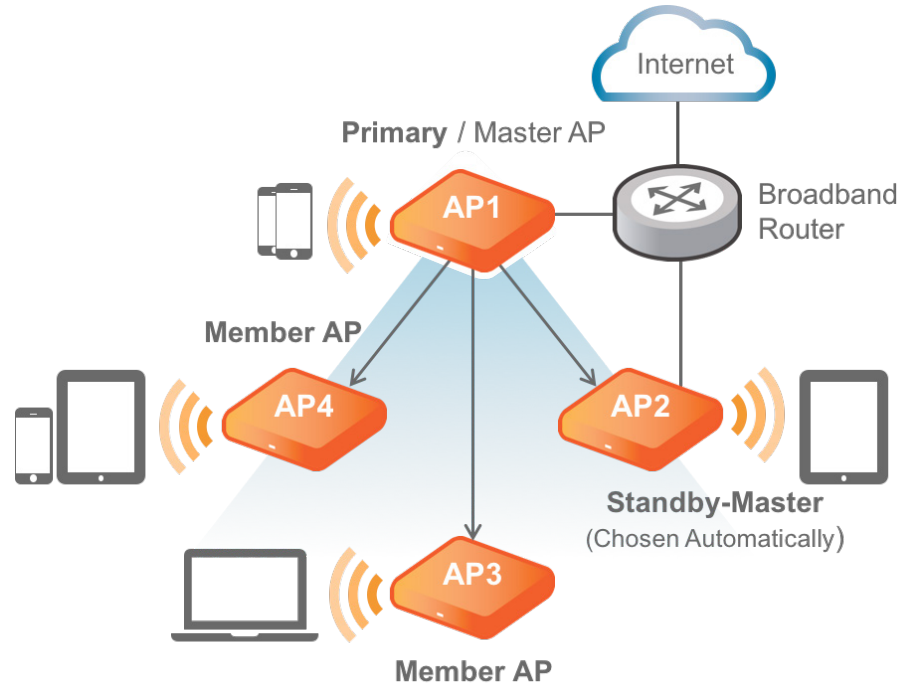 Internet
Primary / Master AP
AP1
Broadband
Router
Member AP
AP4
AP2
Standby-Master
(Chosen Automatically)
AP3
Member AP